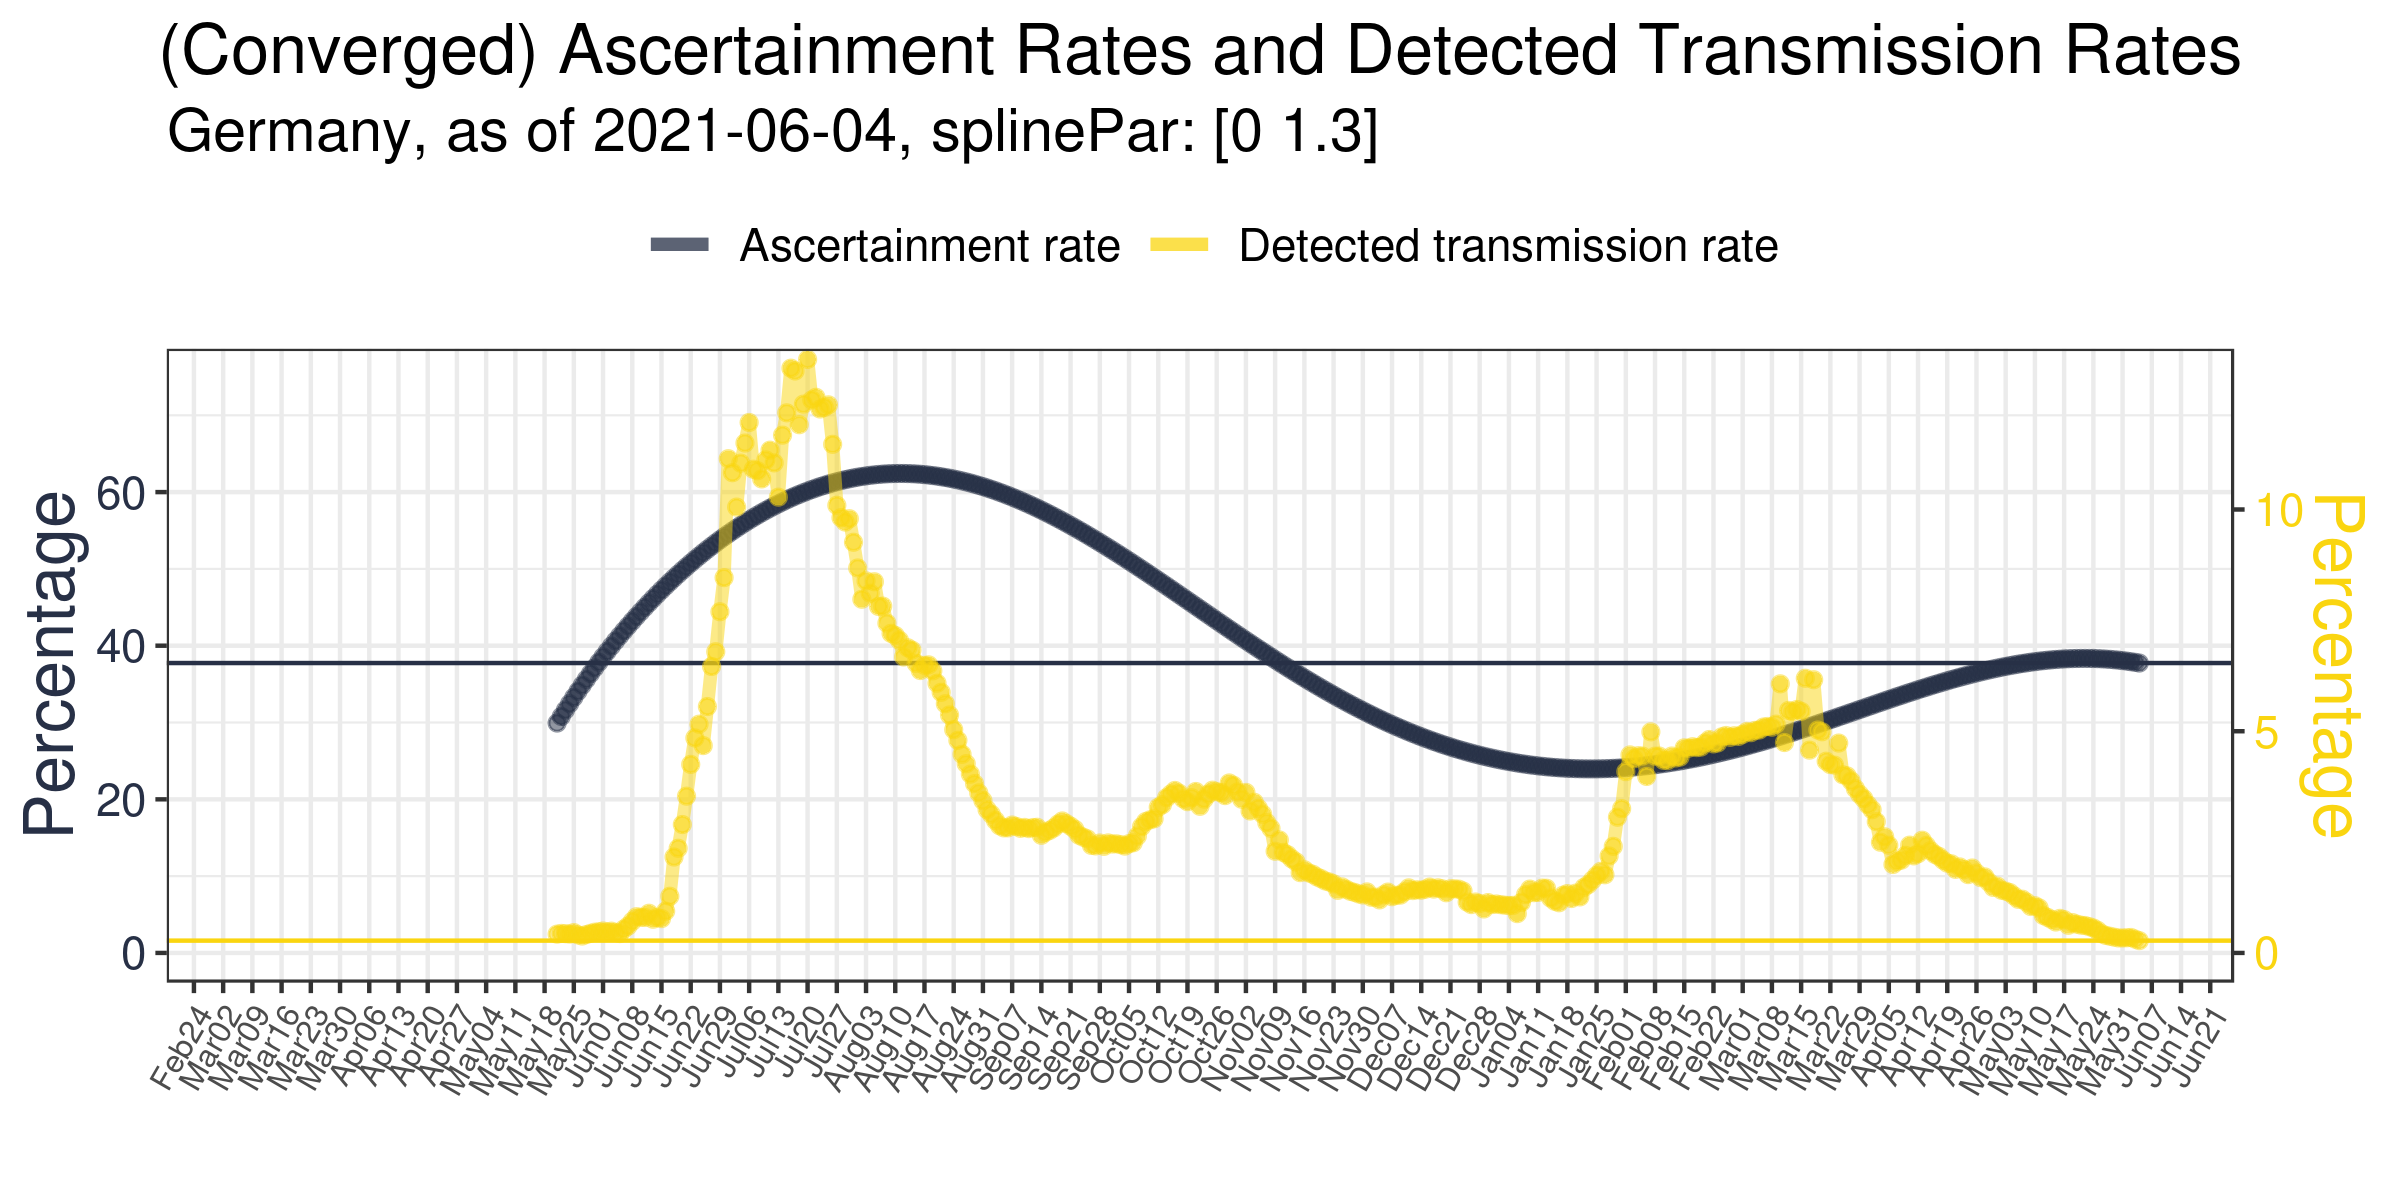 (Converged) Ascertainment Rates and Detected Transmission Rates
Germany, as of 2021-06-04, splinePar: [0 1.3]
Ascertainment rate
Detected transmission rate
Percentage
60
40
20
0
10
5
0
Percentage
Feb24
Mar02
Mar09
Mar16
Mar23
Mar30
Apr06
Apr13
Apr20
Apr27
May04
May11
May18
May25
Jun01
Jun08
Jun15
Jun22
Jun29
Jul06
Jul13
Jul20
Jul27
Aug03
Aug10
Aug17
Aug24
Aug31
Sep07
Sep14
Sep21
Sep28
Oct05
Oct12
Oct19
Oct26
Nov02
Nov09
Nov16
Nov23
Nov30
Dec07
Dec14
Dec21
Dec28
Jan04
Jan11
Jan18
Jan25
Feb01
Feb08
Feb15
Feb22
Mar01
Mar08
Mar15
Mar22
Mar29
Apr05
Apr12
Apr19
Apr26
May03
May10
May17
May24
May31
Jun07
Jun14
Jun21